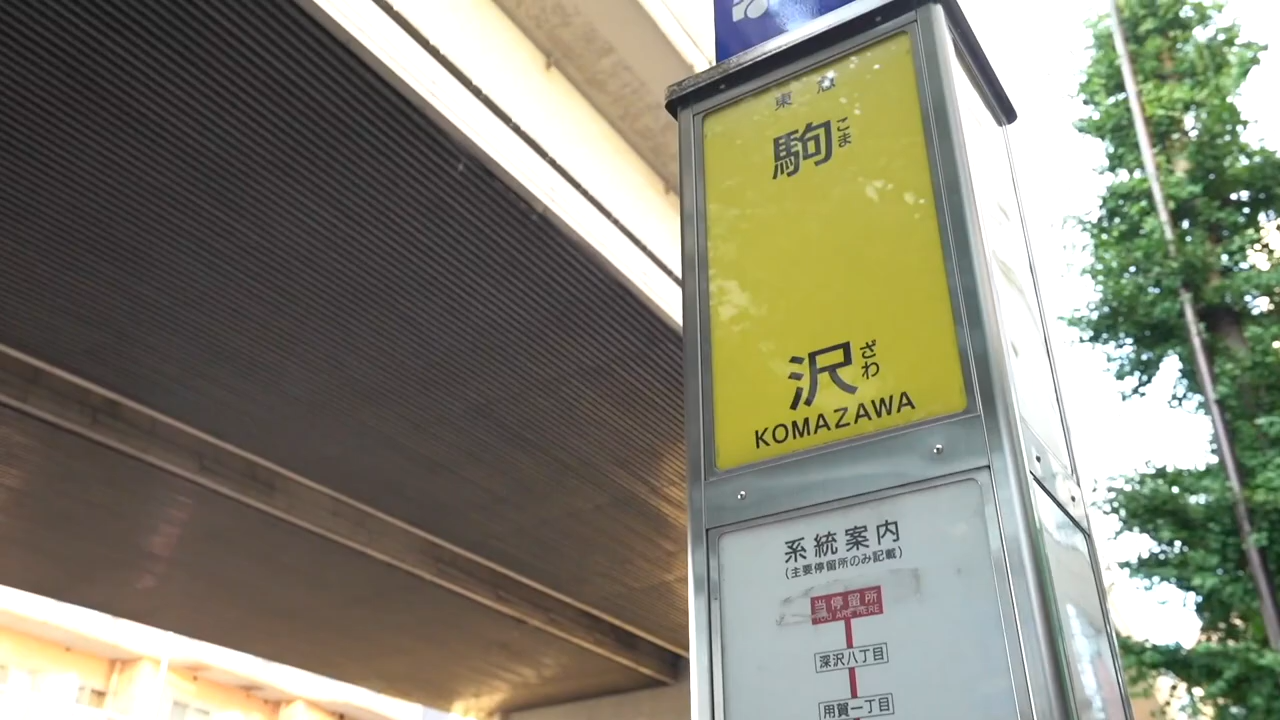 東急
駒
こま
沢
ざわ
KOMAZAWA
系統案内
(主要停留所のみ記載)
当停留所
YOU ARE HERE
深沢八丁目
用賀一丁目